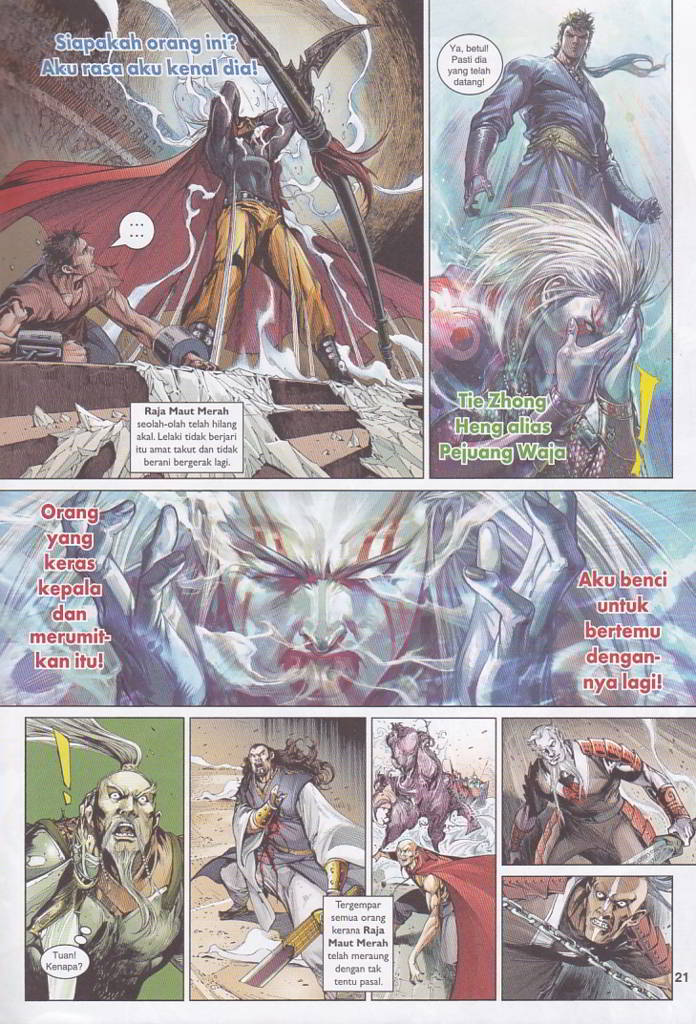 Siapakah orang ini?
Aku rasa aku kenal dia!
...
...
Raja Maut Merah
seolah-olah telah hilang
akal. Lelaki tidak berjari
itu amat takut dan tidak
berani bergerak lagi.
Ya, betul!
Pasti dia
yang telah
datang!
Tie Zhong
Heng alias
Pejuang Waja
!
Orang
yang
keras
kepala
dan
merumit-
kan itu!
Aku benci
untuk
bertemu
dengan-
nya lagi!
!
Tuan!
Kenapa?
Tergempar
semua orang
kerana Raja
Maut Merah
telah meraung
dengan tak
tentu pasal.
21